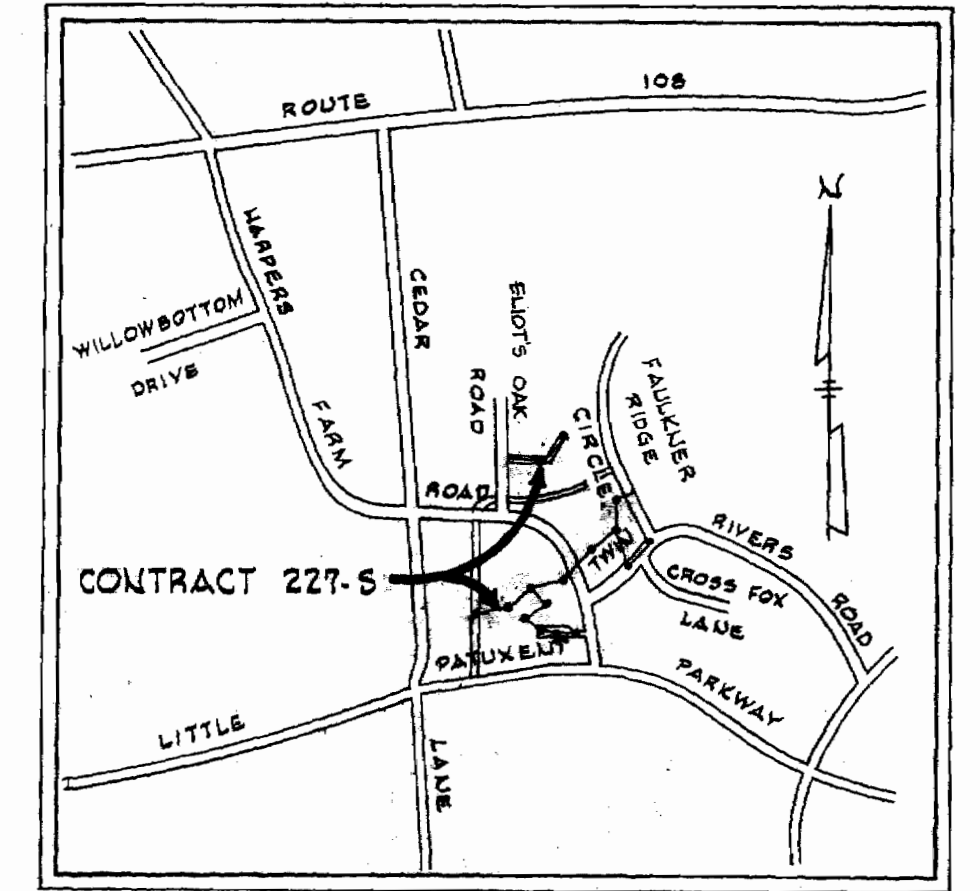 ROUTE 108
N
HARPERS
FARM
ROAD
WILLOWBOTTOM
DRIVE
CEDAR
LANE
ELIOT'S OAK
ROAD
CIRCLE
FAULKNER
RIDGE
TWIN
RIVERS
ROAD
CROSS FOX
LANE
CONTRACT 227-S
LITTLE
PATUXENT
PARKWAY